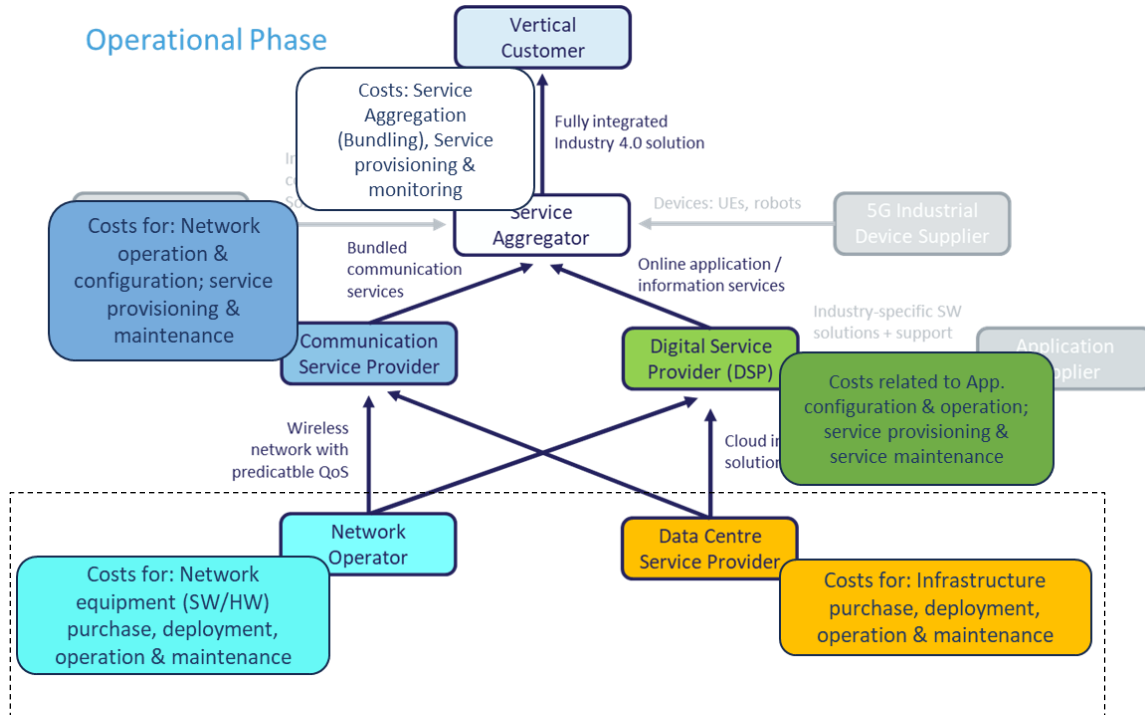 Operational Phase
Vertical
Customer
Costs: Service
Aggregation
(Bundling), Service
provisioning &
monitoring
Fully integrated
Industry 4.0 solution
Service
Aggregator
Devices: UEs, robots
5G Industrial
Device Supplier
Costs for: Network
operation &
configuration; service
provisioning &
maintenance
Bundled
communication
services
Online application /
information services
Communication
Service Provider
Digital Service
Provider (DSP)
Industry-specific SW
solutions + support
Application
Costs related to App.
configuration & operation;
service provisioning &
service maintenance
Wireless
network with
predicatble QoS
Cloud
Network
Operator
Data Centre
Service Provider
Costs for: Network
equipment (SW/HW)
purchase, deployment,
operation & maintenance
Costs for: Infrastructure
purchase, deployment,
operation & maintenance